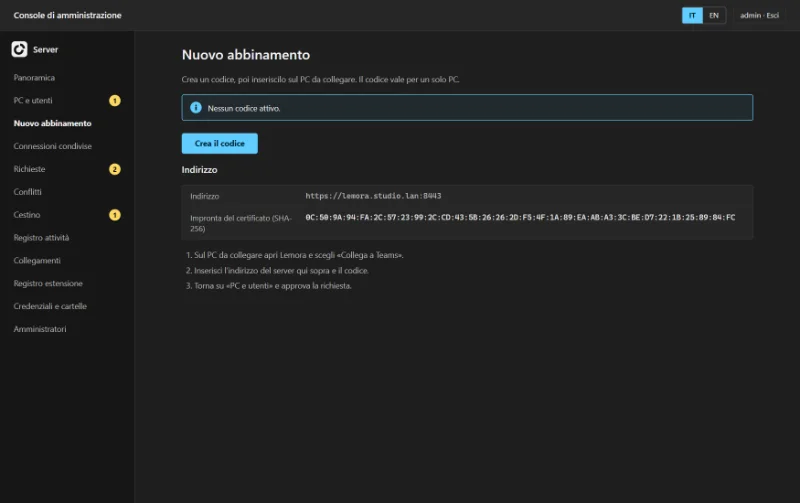 Console di amministrazione
IT EN admin · Esci
Server
Panoramica
PC e utenti 1
Nuovo abbinamento
Connessioni condivise
Richieste 2
Conflitti
Cestino 1
Registro attività
Collegamenti
Registro estensione
Credenziali e cartelle
Amministratori
Nuovo abbinamento
Crea un codice, poi inseriscilo sul PC da collegare. Il codice vale per un solo PC.
Nessun codice attivo.
Crea il codice
Indirizzo
Indirizzo https://lemora.studio.lan:8443
Impronta del certificato (SHA-
256)
0C:50:9A:94:FA:2C:57:23:99:2C:CD:43:5B:26:26:2D:F5:4F:1A:89:EA:AB:A3:3C:BE:D7:22:1B:25:89:84:FC
1. Sul PC da collegare apri Lemora e scegli «Collega a Teams».
2. Inserisci l'indirizzo del server qui sopra e il codice.
3. Torna su «PC e utenti» e approva la richiesta.